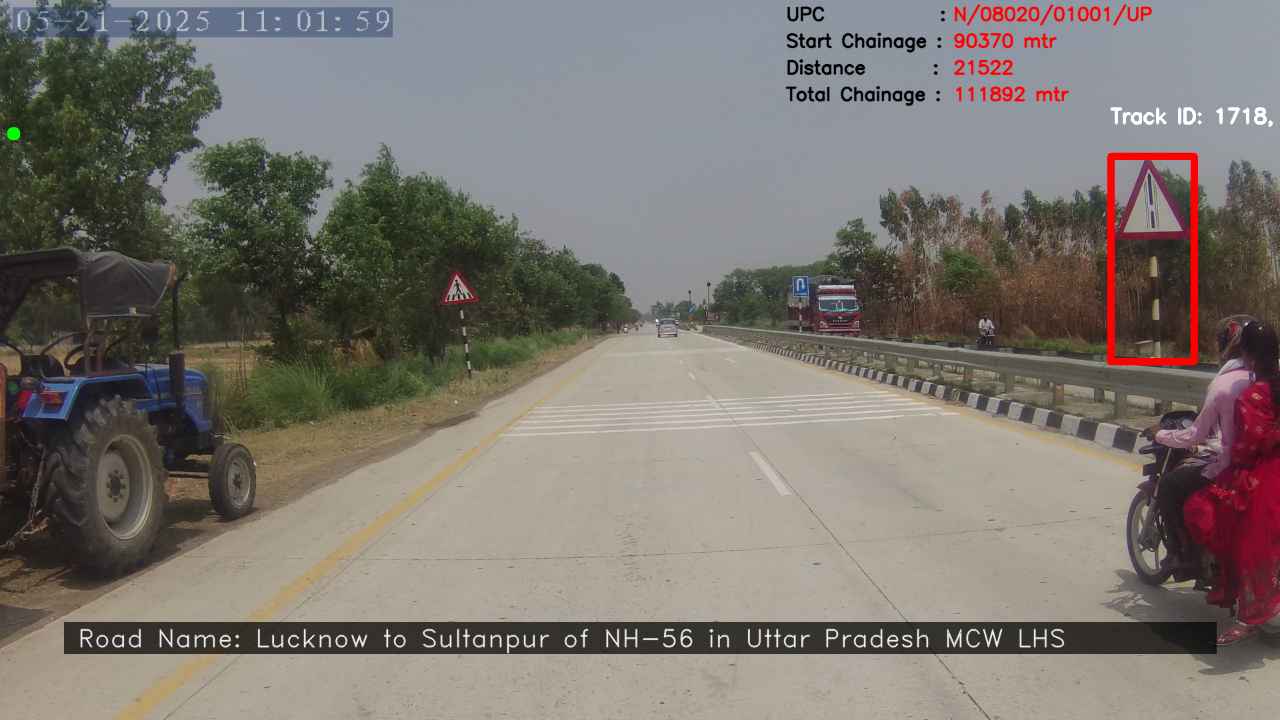 05-21-2025 11:01:59
UPC : N/08020/01001/UP
Start Chainage : 90370 mtr
Distance : 21522
Total Chainage : 111892 mtr
Track ID: 1718,
Road Name: Lucknow to Sultanpur of NH-56 in Uttar Pradesh MCW LHS